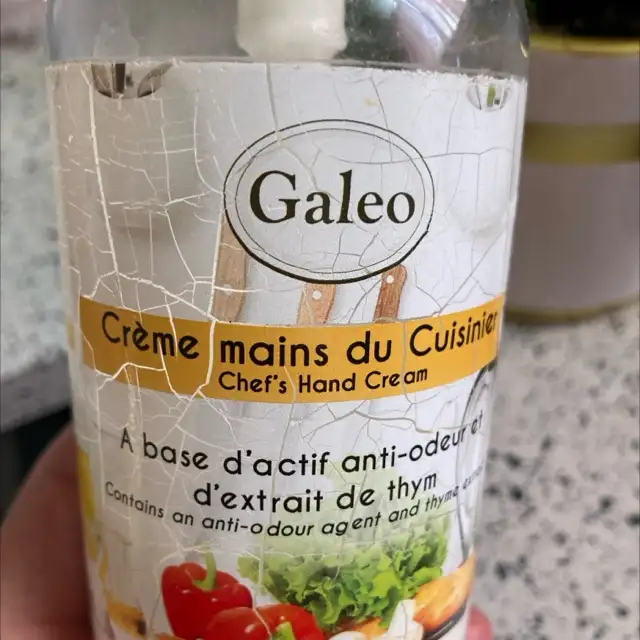 Galeo
Crème mains du Cuisinier
Chef's Hand Cream
A base d'actif anti-odeur et
d'extrait de thym
Contains an anti-odour agent and thyme